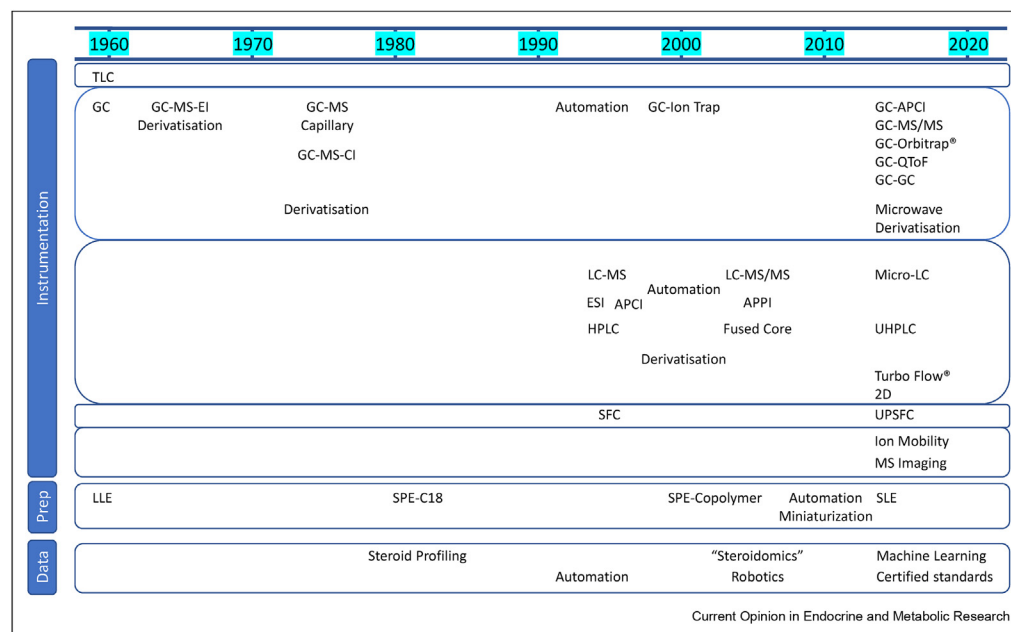 1960 1970 1980 1990 2000 2010 2020
Instrumentation
TLC
GC GC-MS-EI GC-MS Automation GC-Ion Trap GC-APCI
Derivatisation Capillary GC-MS/MS
GC-Orbitrap®
GC-MS-CI GC-QToF
GC-GC
Derivatisation Microwave
Derivatisation
LC-MS LC-MS/MS Micro-LC
Automation
ESI APCI APPI
HPLC Fused Core UHPLC
Derivatisation
Turbo Flow®
2D
SFC UPSFC
Ion Mobility
MS Imaging
Prep
LLE SPE-C18 SPE-Copolymer Automation SLE
Miniaturization
Data
Steroid Profiling “Steroidomics” Machine Learning
Automation Robotics Certified standards
Current Opinion in Endocrine and Metabolic Research